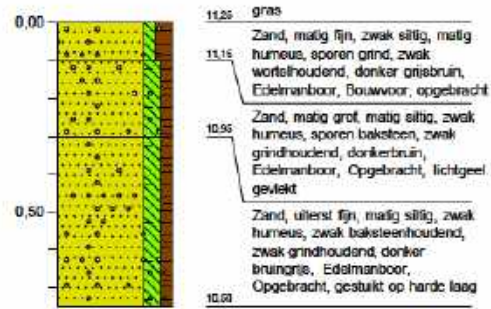 0,00
11,25
gras
Zand, matig fijn, zwak siltig, matig
humeus, sporen grind, zwak
wortelhoudend, donker grijsbruin,
Edelmanboor, Bouwvoor, opgebracht
11,15
Zand, matig grof, matig siltig, zwak
humeus, sporen baksteen, zwak
grindhoudend, donkerbruin,
Edelmanboor, Opgebracht, lichtgeel
gevlekt
10,95
0,50
Zand, uiterst fijn, matig siltig, zwak
humeus, zwak baksteenhoudend,
zwak grindhoudend, donker
bruingrijs, Edelmanboor,
Opgebracht, gestuikt op harde laag
10,50